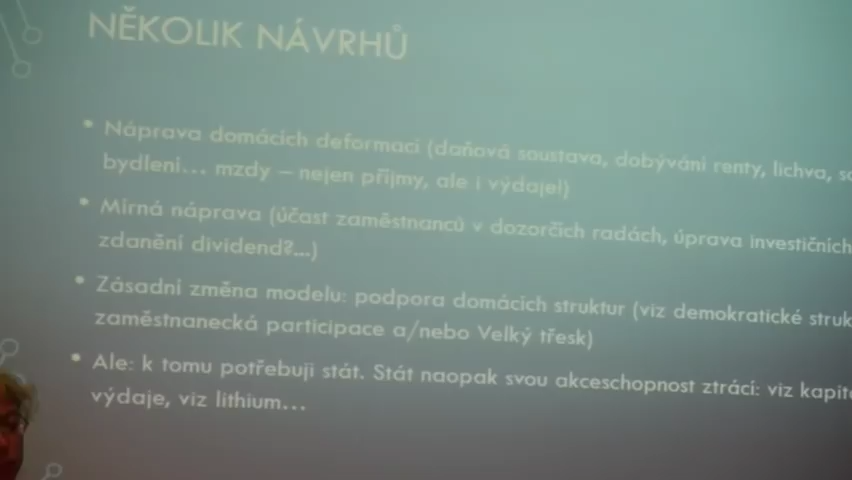 NĚKOLIK NÁVRHŮ
• Náprava domácích deformací (daňová soustava, dobývání renty, lichva,
bydlení... mzdy – nejen příjmy, ale i výdaje!)
• Mírná náprava (účast zaměstnanců v dozorčích radách, úprava investičních
zdanění dividend?...)
• Zásadní změna modelu: podpora domácích struktur (viz demokratické
zaměstnanecká participace a/nebo Velký třesk)
• Ale: k tomu potřebuji stát. Stát naopak svou akceschopnost ztrácí: viz
výdaje, viz lithium...